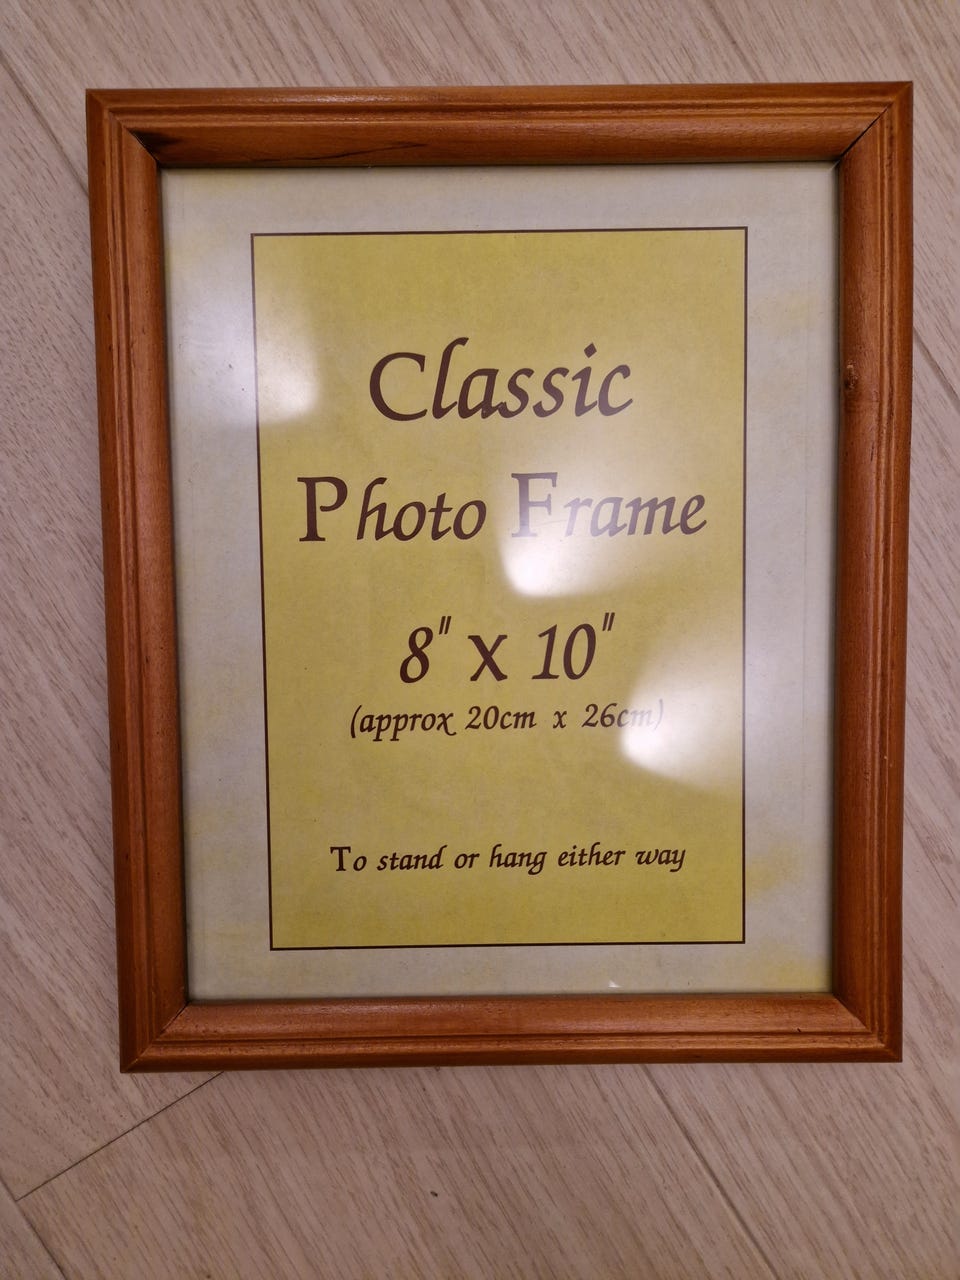 Classic
Photo Frame
8" x 10"
(approx 20cm x 26cm)
To stand or hang either way